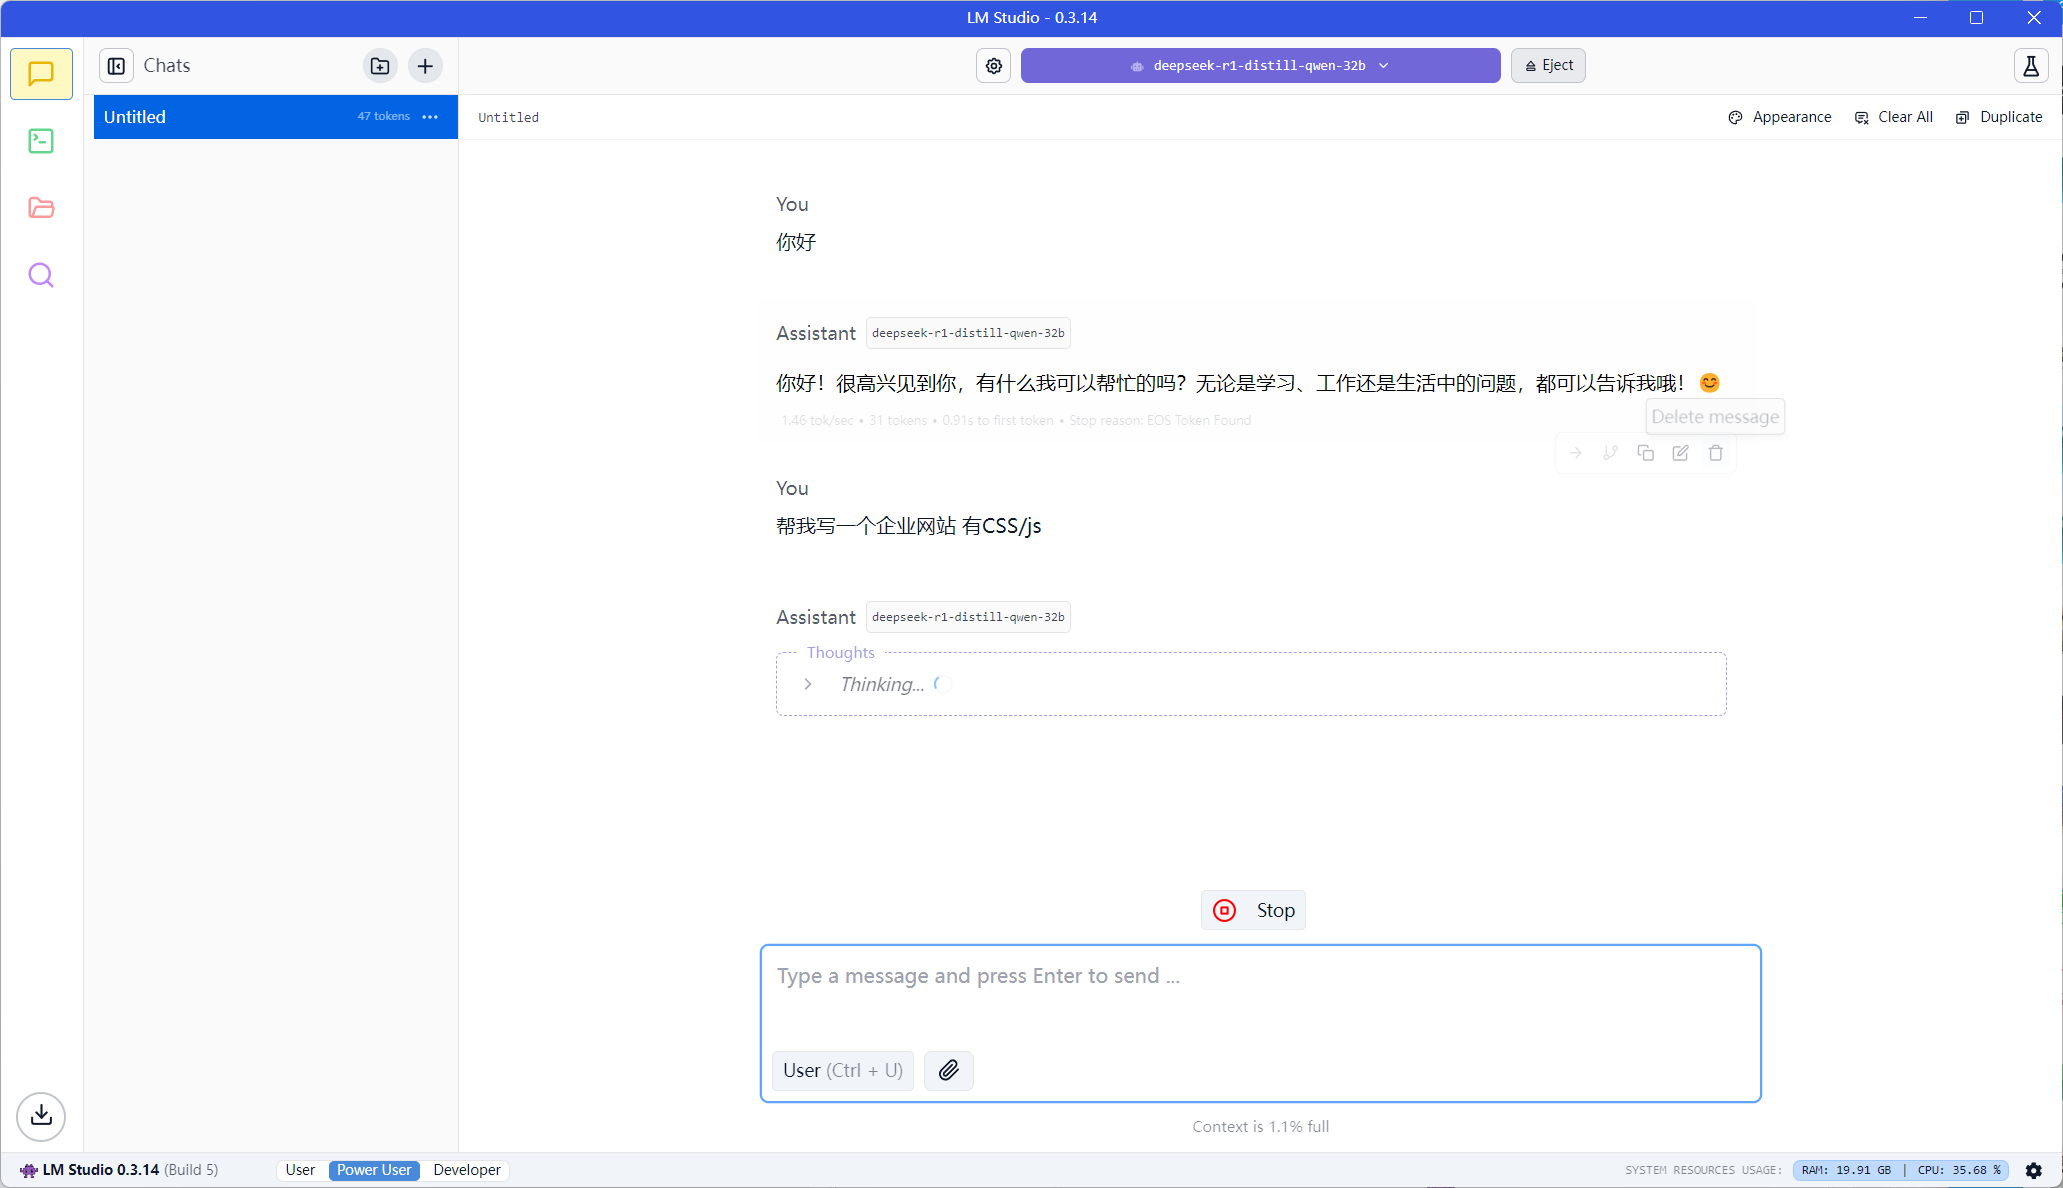 LM Studio - 0.3.14
Chats
deepseek-r1-distill-qwen-32b
Eject
Untitled
47 tokens
Untitled
Appearance
Clear All
Duplicate
You
你好
Assistant
deepseek-r1-distill-qwen-32b
你好！很高兴见到你，有什么我可以帮忙的吗？无论是学习、工作还是生活中的问题，都可以告诉我哦！😊
1.46 tok/sec • 31 tokens • 0.91s to first token • Stop reason: EOS Token Found
Delete message
You
帮我写一个企业网站 有CSS/js
Assistant
deepseek-r1-distill-qwen-32b
Thoughts
Thinking...
Stop
Type a message and press Enter to send ...
User (Ctrl + U)
Context is 1.1% full
LM Studio 0.3.14 (Build 5)
User
Power User
Developer
SYSTEM RESOURCES USAGE:
RAM: 19.91 GB | CPU: 35.68 %